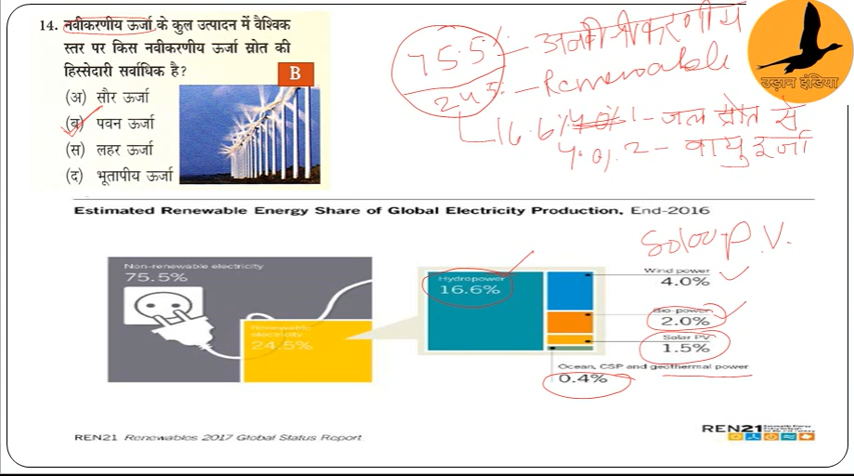 14. नवीकरणीय ऊर्जा के कुल उत्पादन में वैश्विक
स्तर पर किस नवीकरणीय ऊर्जा स्रोत की
हिस्सेदारी सर्वाधिक है?
B
(अ) सौर ऊर्जा
(ब) पवन ऊर्जा
(स) लहर ऊर्जा
(द) भूतापीय ऊर्जा
75.5%
24.5%
Renewable
16.6%
1 - जल स्रोत से
4.0% 2 - वायु
उड़ान इंडिया
Estimated Renewable Energy Share of Global Electricity Production, End-2016
Solar P.V.
Non-renewable electricity
75.5%
Renewable
electricity
24.5%
Hydropower
16.6%
Wind power
4.0%
Bio-power
2.0%
Solar PV
1.5%
Ocean, CSP and geothermal power
0.4%
REN21 Renewables 2017 Global Status Report
REN21